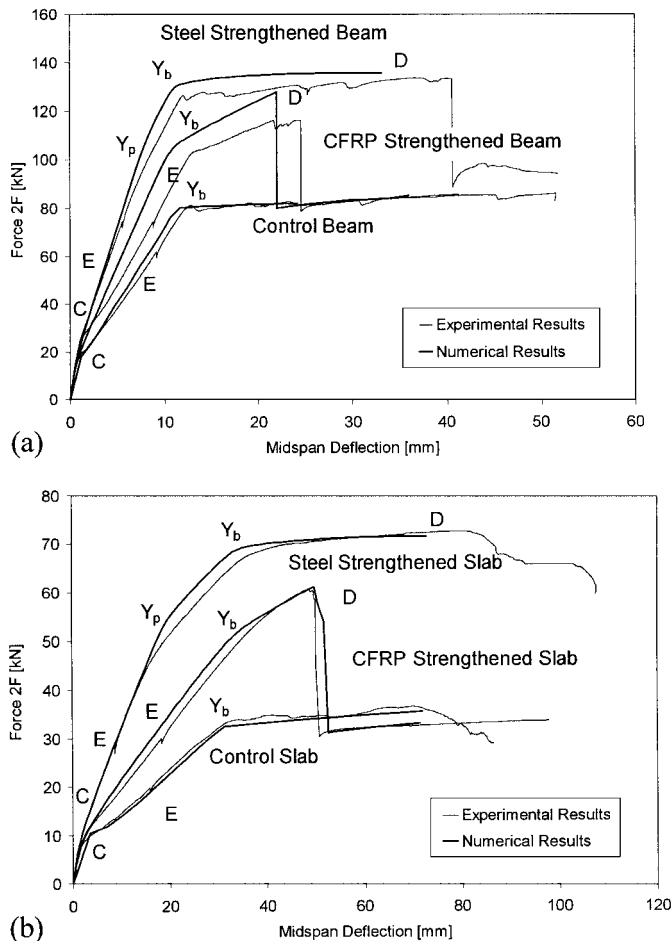 Steel Strengthened Beam
160
140
120
100
80
60
40
20
0
Force 2F [kN]
Y_b
D
Y_p
Y_b
D
CFRP Strengthened Beam
E
Y_b
Control Beam
E
C
E
C
Experimental Results
Numerical Results
0 10 20 30 40 50 60
Midspan Deflection [mm]
(a)
80
70
60
50
40
30
20
10
0
Force 2F [kN]
Y_b
D
Steel Strengthened Slab
Y_p
Y_b
D
CFRP Strengthened Slab
E
E
Y_b
Control Slab
C
E
C
Experimental Results
Numerical Results
0 20 40 60 80 100 120
Midspan Deflection [mm]
(b)